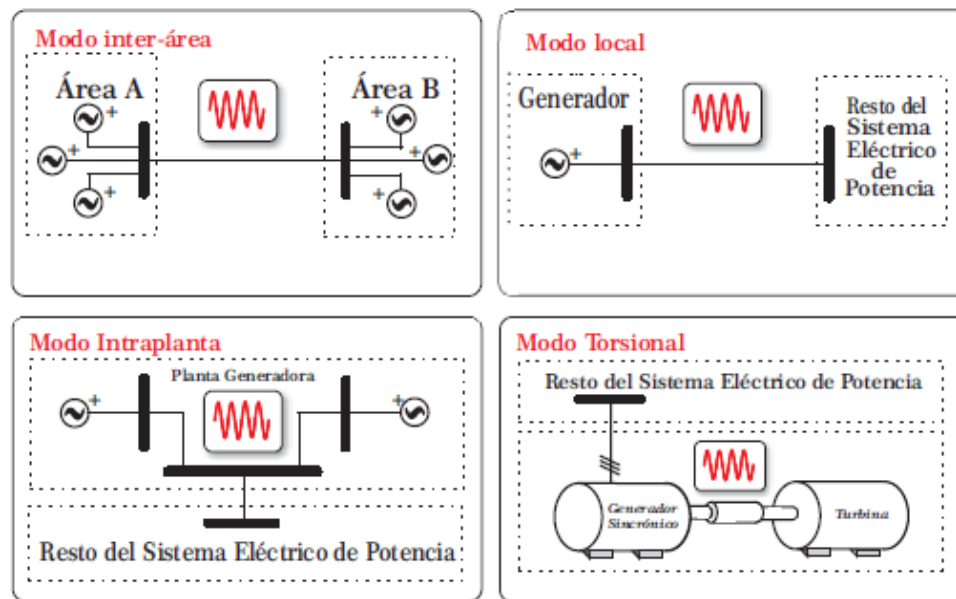 Modo inter-área
Área A
Área B
+
+
+
+
+
+
Modo local
Generador
+
Resto del
Sistema
Eléctrico
de
Potencia
Modo Intraplanta
Planta Generadora
+
+
Resto del Sistema Eléctrico de Potencia
Modo Torsional
Resto del Sistema Eléctrico de Potencia
Generador
Sincrónico
Turbina